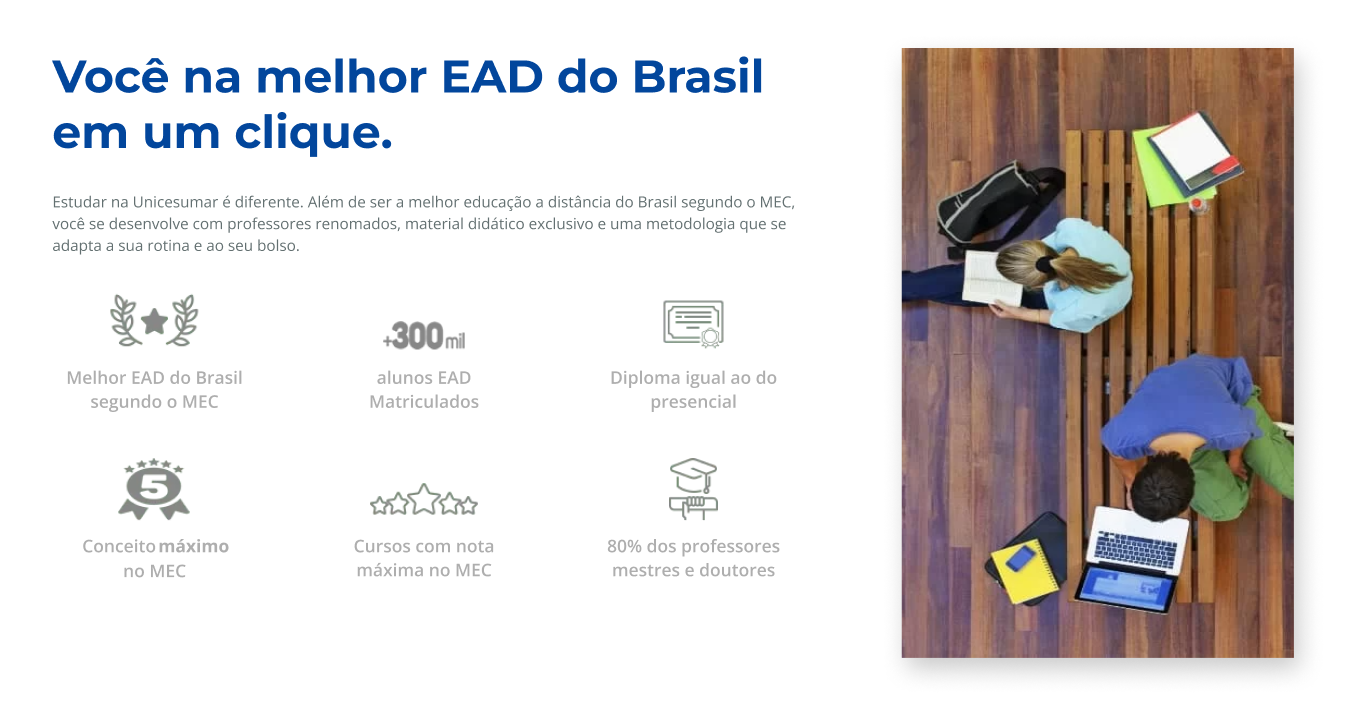 Você na melhor EAD do Brasil
em um clique.
Estudar na Unicesumar é diferente. Além de ser a melhor educação a distância do Brasil segundo o MEC,
você se desenvolve com professores renomados, material didático exclusivo e uma metodologia que se
adapta a sua rotina e ao seu bolso.
Melhor EAD do Brasil
segundo o MEC
+300 mil
alunos EAD
Matriculados
Diploma igual ao do
presencial
5
Conceito máximo
no MEC
Cursos com nota
máxima no MEC
80% dos professores
mestres e doutores